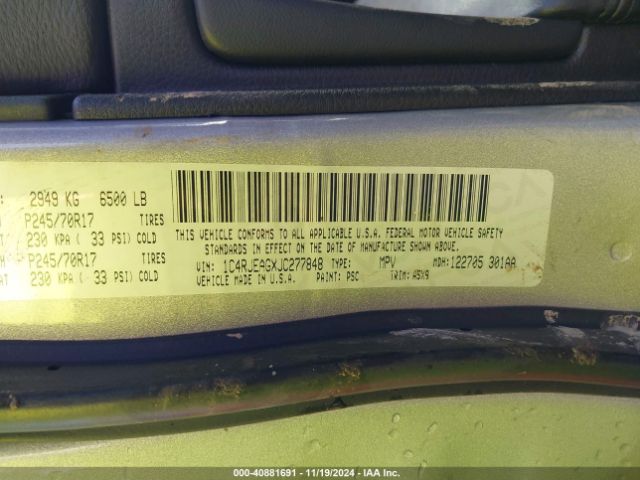 2949 KG 6500 LB
P245/70R17 TIRES
230 KPA ( 33 PSI) COLD
P245/70R17 TIRES
230 KPA ( 33 PSI) COLD
THIS VEHICLE CONFORMS TO ALL APPLICABLE U.S.A. FEDERAL MOTOR VEHICLE SAFETY
STANDARDS IN EFFECT ON THE DATE OF MANUFACTURE SHOWN ABOVE.
VIN: 1C4RJEAGXJC277848 TYPE: MPV MDH: 122705 301AA
VEHICLE MADE IN U.S.A. PAINT: PSC TRIM: A5X9
00-40881691 - 11/19/2024 - IAA Inc.